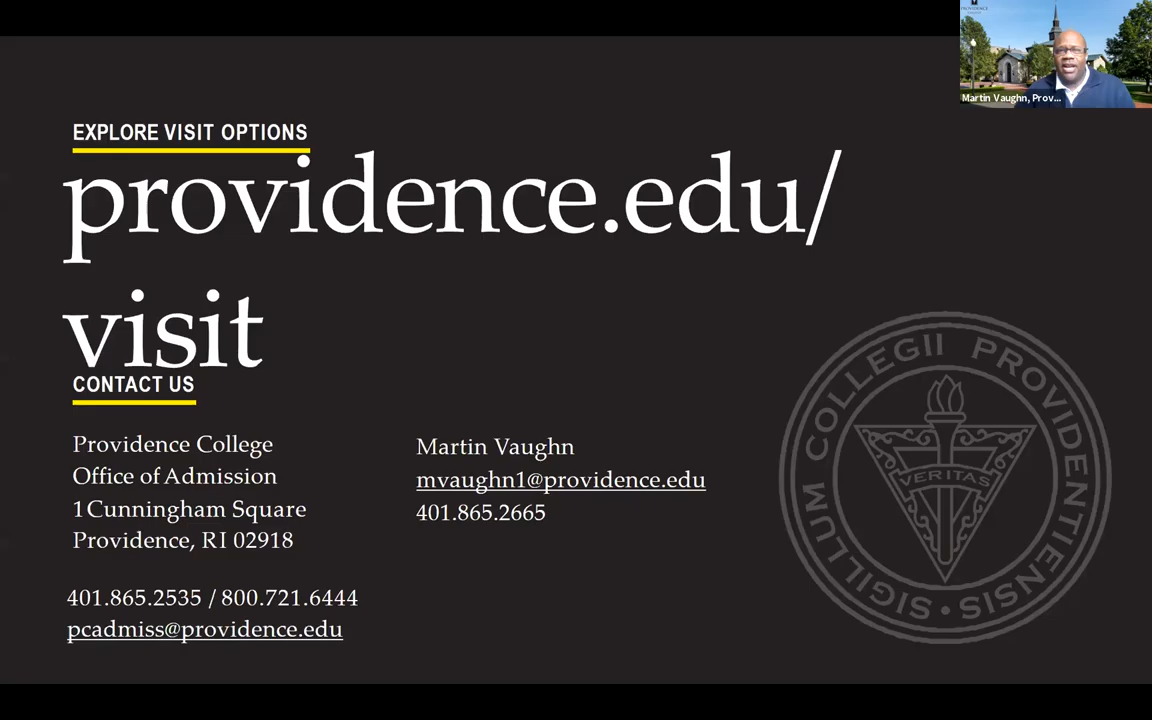 PROVIDENCE
Martin Vaughn, Prov...
EXPLORE VISIT OPTIONS
providence.edu/
visit
CONTACT US
Providence College
Office of Admission
1 Cunningham Square
Providence, RI 02918
401.865.2535 / 800.721.6444
pcadmiss@providence.edu
Martin Vaughn
mvaughn1@providence.edu
401.865.2665
SIGILLUM COLLEGII PROVIDENTIENSIS
VERITAS